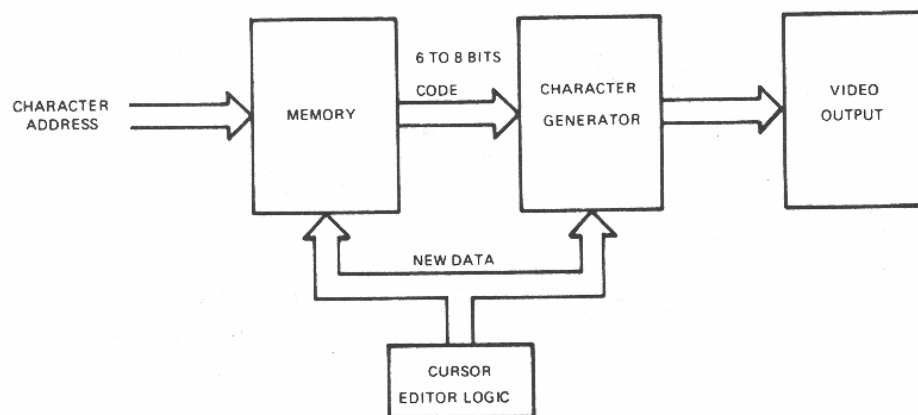 CHARACTER
ADDRESS
MEMORY
6 TO 8 BITS
CODE
CHARACTER
GENERATOR
VIDEO
OUTPUT
NEW DATA
CURSOR
EDITOR LOGIC